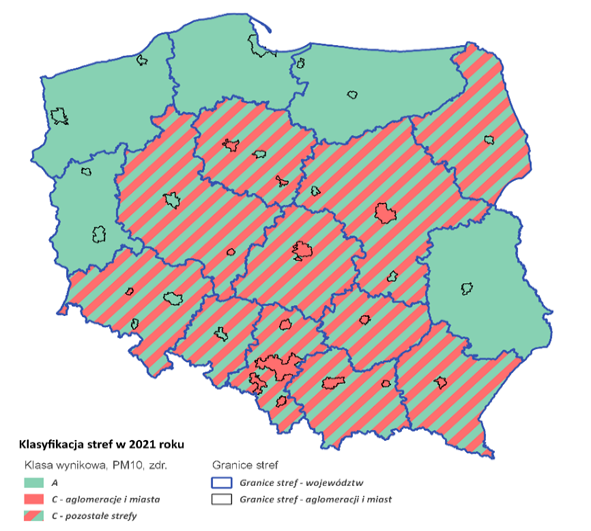 Klasyfikacja stref w 2021 roku
Klasa wynikowa, PM10, zdr.
A
C - aglomeracje i miasta
C - pozostałe strefy
Granice stref
Granice stref - województw
Granice stref - aglomeracji i miast